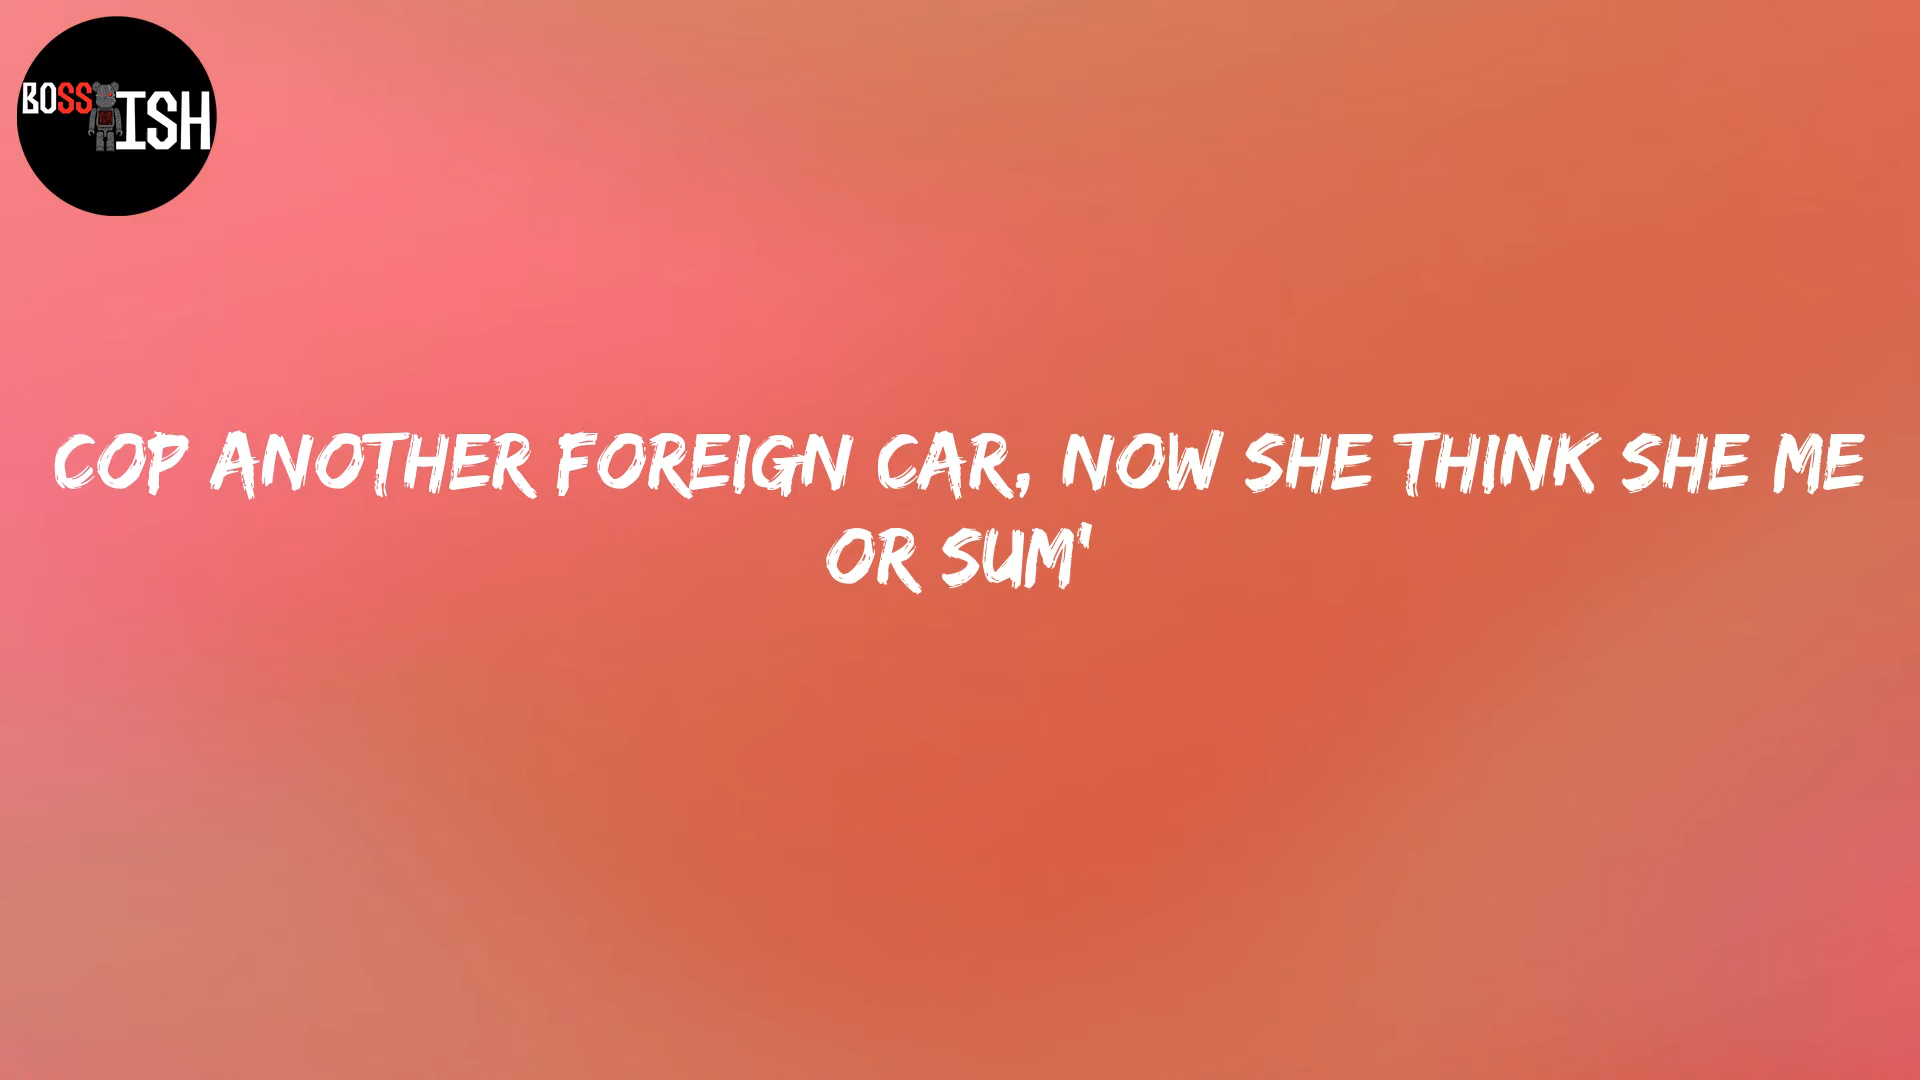 BOSS ISH
COP ANOTHER FOREIGN CAR, NOW SHE THINK SHE ME
OR SUM'